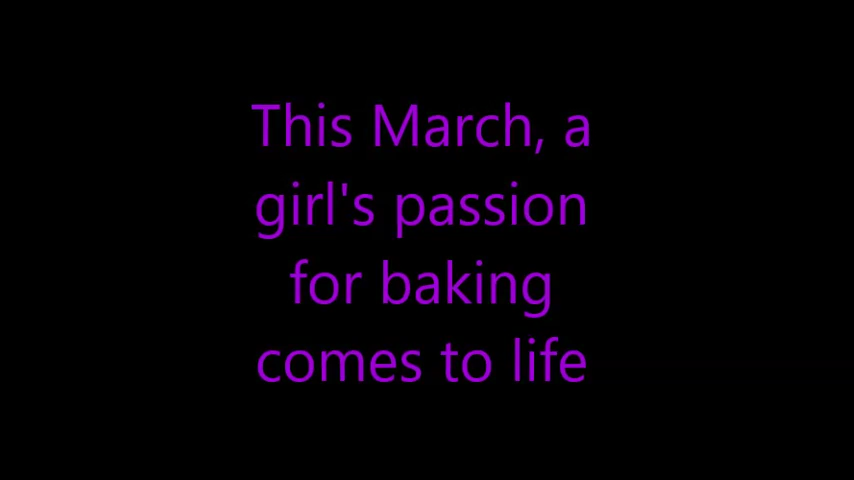 This March, a
girl's passion
for baking
comes to life